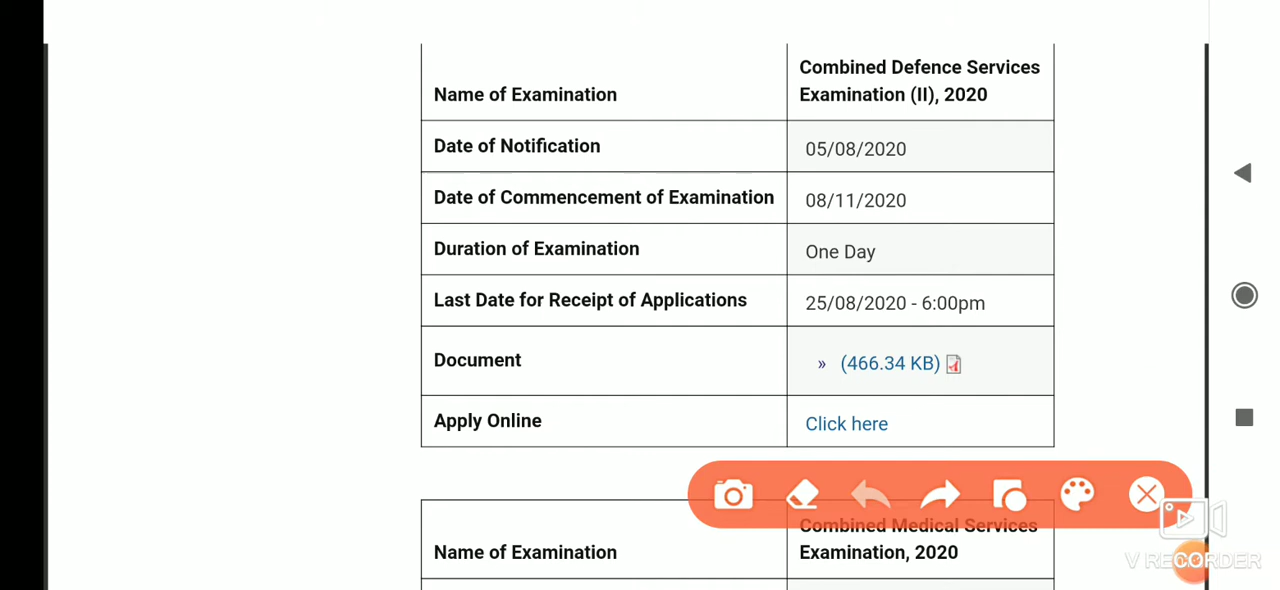 Combined Defence Services
Name of Examination
Examination (II), 2020
Date of Notification
05/08/2020
Date of Commencement of Examination
08/11/2020
Duration of Examination
One Day
Last Date for Receipt of Applications
25/08/2020 - 6:00pm
Document
» (466.34 KB)
Apply Online
Click here
Combined Medical Services
Name of Examination
Examination, 2020
V RECORDER